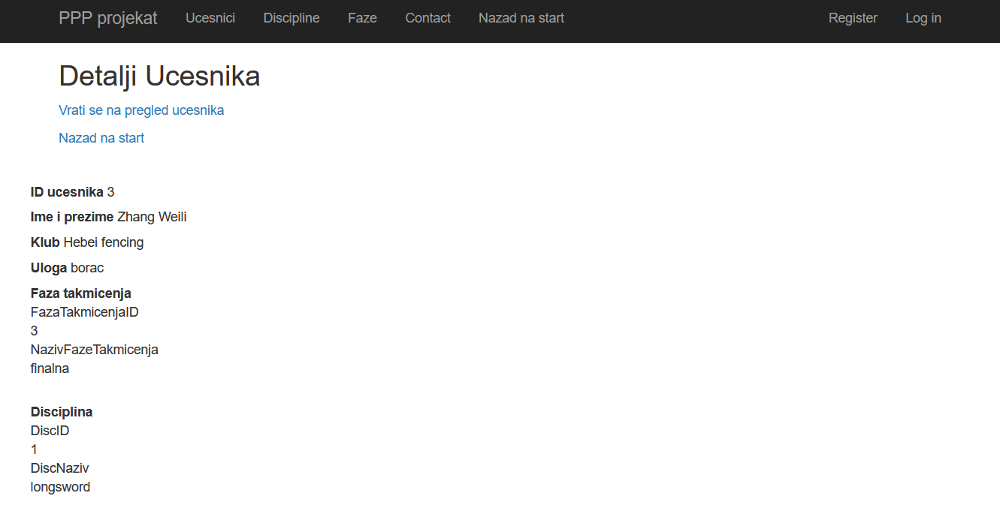 PPP projekat Ucesnici Discipline Faze Contact Nazad na start Register Log in
Detalji Ucesnika
Vrati se na pregled ucesnika
Nazad na start
ID ucesnika 3
Ime i prezime Zhang Weili
Klub Hebei fencing
Uloga borac
Faza takmicenja
FazaTakmicenjaID
3
NazivFazeTakmicenja
finalna
Disciplina
DiscID
1
DiscNaziv
longsword